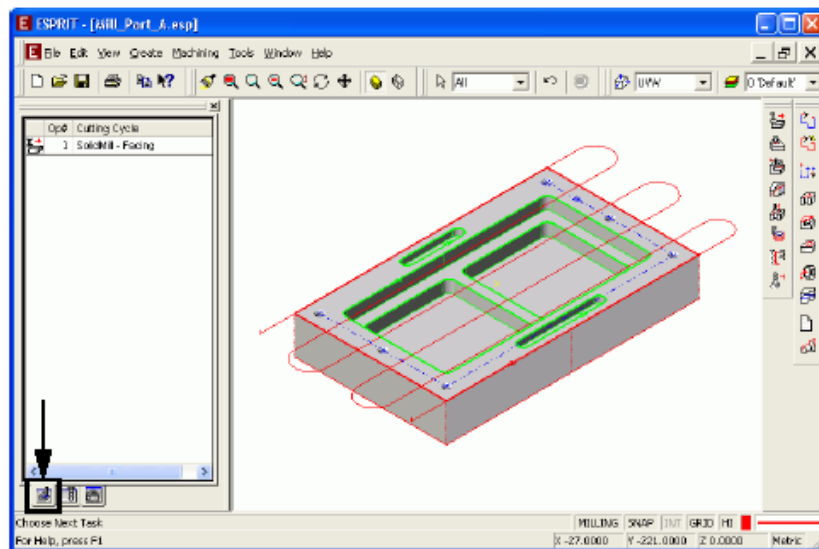 ESPRIT - [Mill_Part_A.esp]
File Edit View Create Machining Tools Window Help
All
UVW
0 'Default'
Op# Cutting Cycle
1 SolidMill - Facing
Choose Next Task
MILLING SNAP INT GRID HI
For Help, press F1
X -27.0000 Y -221.0000 Z 0.0000 Metric